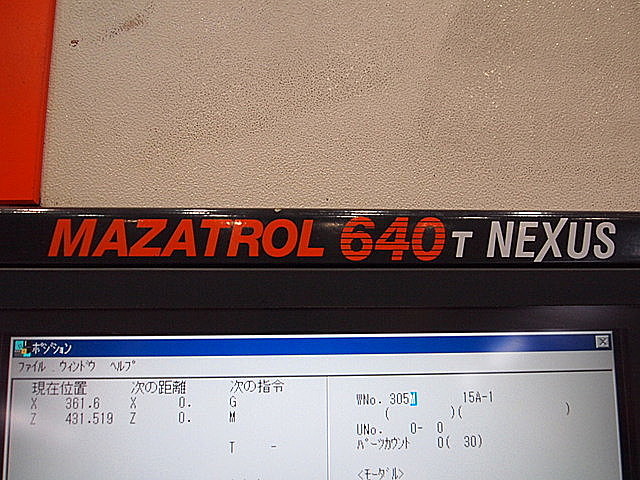 MAZATROL 640 T NEXUS
ポジション
ファイル ウィンドウ ヘルプ
現在位置 次の距離 次の指令
X 361.6 X 0. G
Z 431.519 Z 0. M
T -
WNo. 305M 15A-1
( )( )
UNo. 0- 0
パーツカウント 0( 30)
<モーダル>